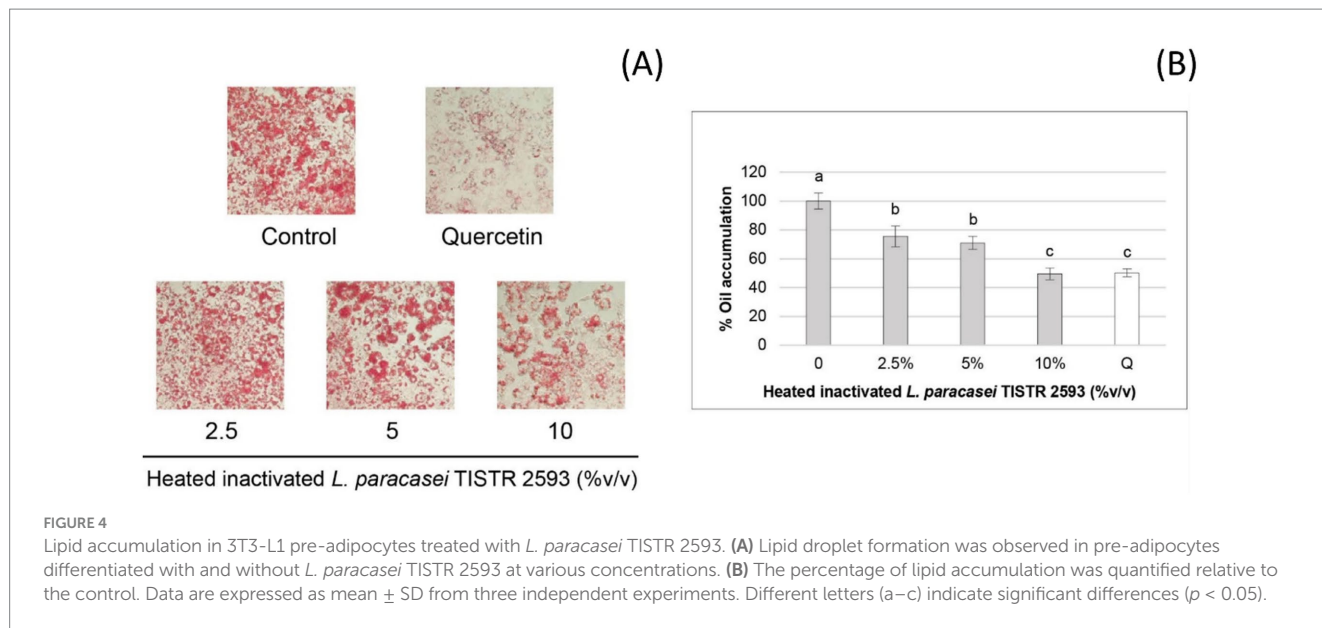 (A)
Control Quercetin
2.5 5 10
Heated inactivated L. paracasei TISTR 2593 (%v/v)
(B)
% Oil accumulation
120
100
80
60
40
20
0
a
b
b
c
c
0 2.5% 5% 10% Q
Heated inactivated L. paracasei TISTR 2593 (%v/v)
FIGURE 4
Lipid accumulation in 3T3-L1 pre-adipocytes treated with L. paracasei TISTR 2593. (A) Lipid droplet formation was observed in pre-adipocytes
differentiated with and without L. paracasei TISTR 2593 at various concentrations. (B) The percentage of lipid accumulation was quantified relative to
the control. Data are expressed as mean ± SD from three independent experiments. Different letters (a–c) indicate significant differences (p < 0.05).